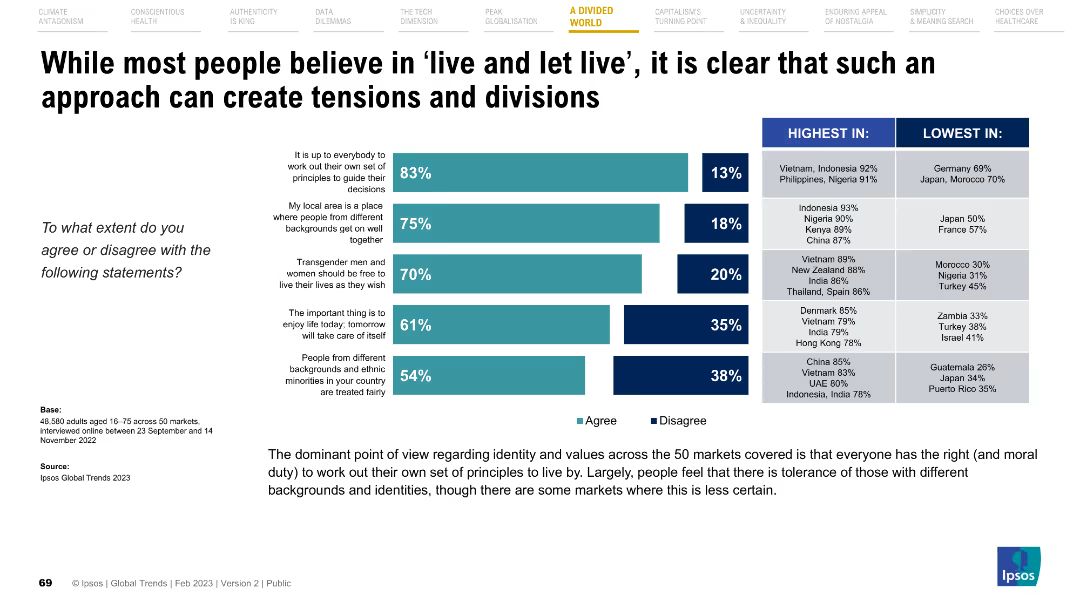 CLIMATE
ANTAGONISM
CONSCIENTIOUS
HEALTH
AUTHENTICITY
IS KING
DATA
DILEMMAS
THE TECH
DIMENSION
PEAK
GLOBALISATION
A DIVIDED
WORLD
CAPITALISM'S
TURNING POINT
UNCERTAINTY
& INEQUALITY
ENDURING APPEAL
OF NOSTALGIA
SIMPLICITY
& MEANING SEARCH
CHOICES OVER
HEALTHCARE
While most people believe in ‘live and let live’, it is clear that such an
approach can create tensions and divisions
HIGHEST IN:
LOWEST IN:
To what extent do you
agree or disagree with the
following statements?
It is up to everybody to
work out their own set of
principles to guide their
decisions
83%
13%
Vietnam, Indonesia 92%
Philippines, Nigeria 91%
Germany 69%
Japan, Morocco 70%
My local area is a place
where people from different
backgrounds get on well
together
75%
18%
Indonesia 93%
Nigeria 90%
Kenya 89%
China 87%
Japan 50%
France 57%
Transgender men and
women should be free to
live their lives as they wish
70%
20%
Vietnam 89%
New Zealand 88%
India 86%
Thailand, Spain 86%
Morocco 30%
Nigeria 31%
Turkey 45%
The important thing is to
enjoy life today; tomorrow
will take care of itself
61%
35%
Denmark 85%
Vietnam 79%
India 79%
Hong Kong 78%
Zambia 33%
Turkey 38%
Israel 41%
People from different
backgrounds and ethnic
minorities in your country
are treated fairly
54%
38%
China 85%
Vietnam 83%
UAE 80%
Indonesia, India 78%
Guatemala 26%
Japan 34%
Puerto Rico 35%
Agree
Disagree
Base:
48,580 adults aged 16–75 across 50 markets,
interviewed online between 23 September and 14
November 2022
Source:
Ipsos Global Trends 2023
The dominant point of view regarding identity and values across the 50 markets covered is that everyone has the right (and moral
duty) to work out their own set of principles to live by. Largely, people feel that there is tolerance of those with different
backgrounds and identities, though there are some markets where this is less certain.
69
© Ipsos | Global Trends | Feb 2023 | Version 2 | Public
Ipsos